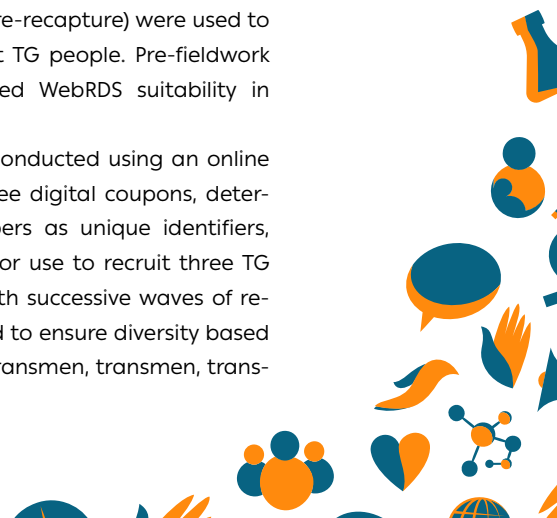 re-recapture) were used to
t TG people. Pre-fieldwork
ed WebRDS suitability in
onducted using an online
ee digital coupons, deter-
ers as unique identifiers,
or use to recruit three TG
th successive waves of re-
d to ensure diversity based
ransmen, transmen, trans-